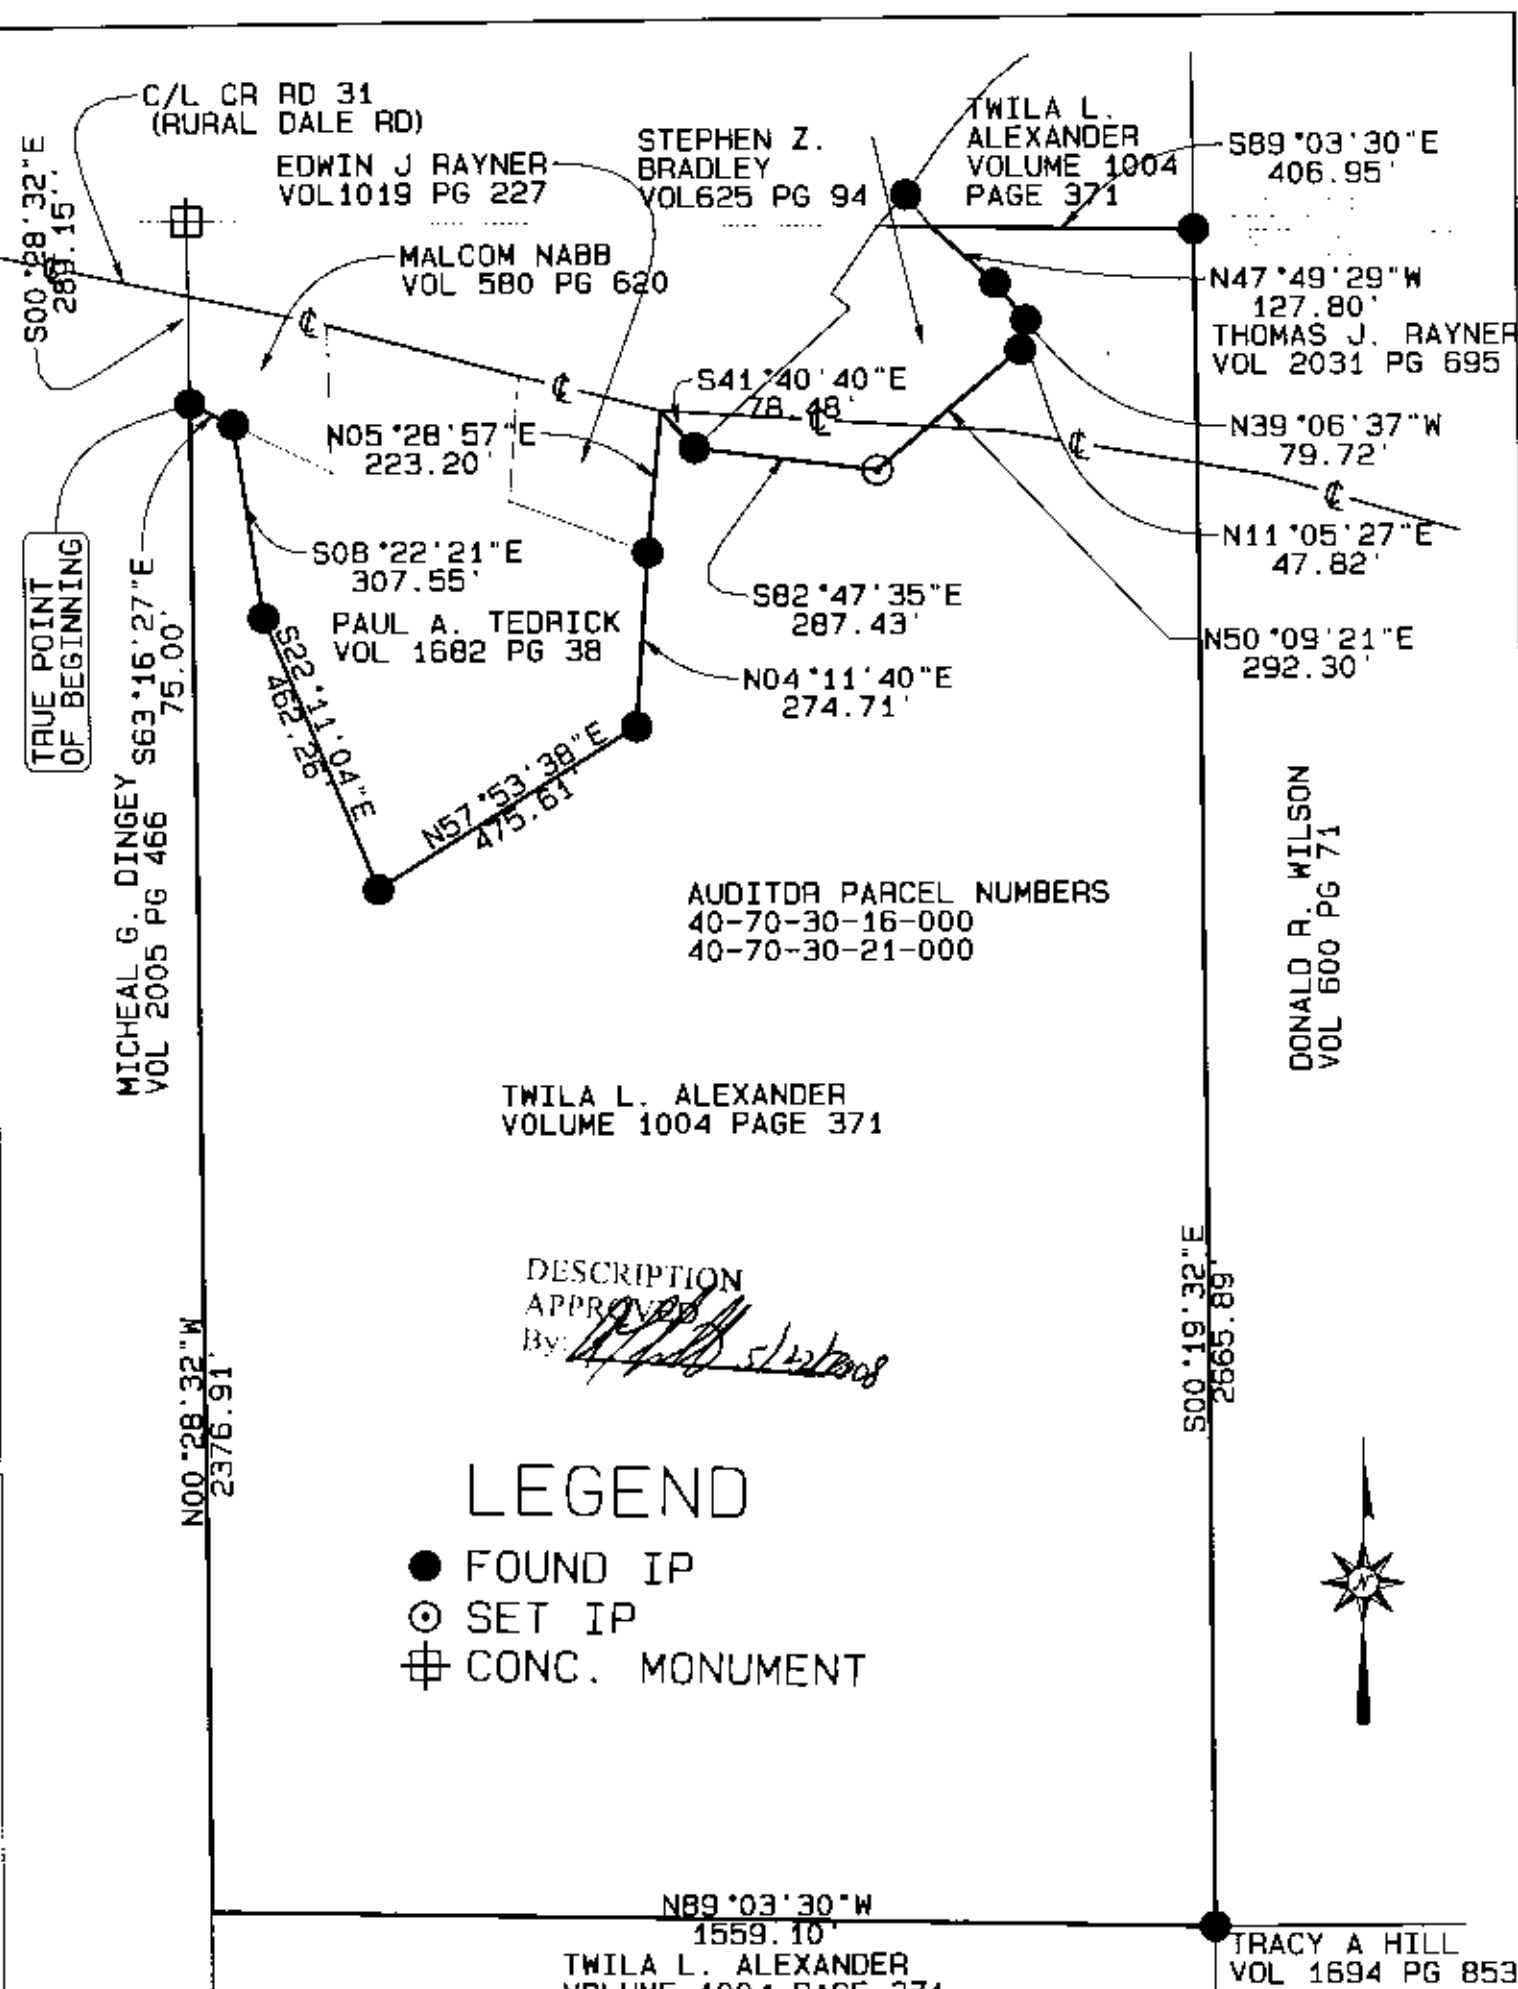 C/L CR RD 31
(RURAL DALE RD)
S00°28'32"E
289.15'
EDWIN J RAYNER
VOL1019 PG 227
STEPHEN Z.
BRADLEY
VOL625 PG 94
TWILA L.
ALEXANDER
VOLUME 1004
PAGE 371
S89°03'30"E
406.95'
MALCOM NABB
VOL 580 PG 620
N47°49'29"W
127.80'
THOMAS J. RAYNER
VOL 2031 PG 695
S41°40'40"E
78.48'
N05°28'57"E
223.20'
N39°06'37"W
79.72'
N11°05'27"E
47.82'
S08°22'21"E
307.55'
S82°47'35"E
287.43'
N50°09'21"E
292.30'
TRUE POINT
OF BEGINNING
S63°16'27"E
75.00'
PAUL A. TEDRICK
VOL 1682 PG 38
S22°11'04"E
462.26'
N04°11'40"E
274.71'
N57°53'38"E
475.61'
MICHEAL G. DINGEY
VOL 2005 PG 466
AUDITOR PARCEL NUMBERS
40-70-30-16-000
40-70-30-21-000
DONALD R. WILSON
VOL 600 PG 71
TWILA L. ALEXANDER
VOLUME 1004 PAGE 371
DESCRIPTION
APPROVED
By:
N00°28'32"W
2376.91'
S00°19'32"E
2665.89'
LEGEND
FOUND IP
SET IP
CONC. MONUMENT
N
N89°03'30"W
1559.10'
TWILA L. ALEXANDER
VOLUME 1004 PAGE 371
TRACY A HILL
VOL 1694 PG 853